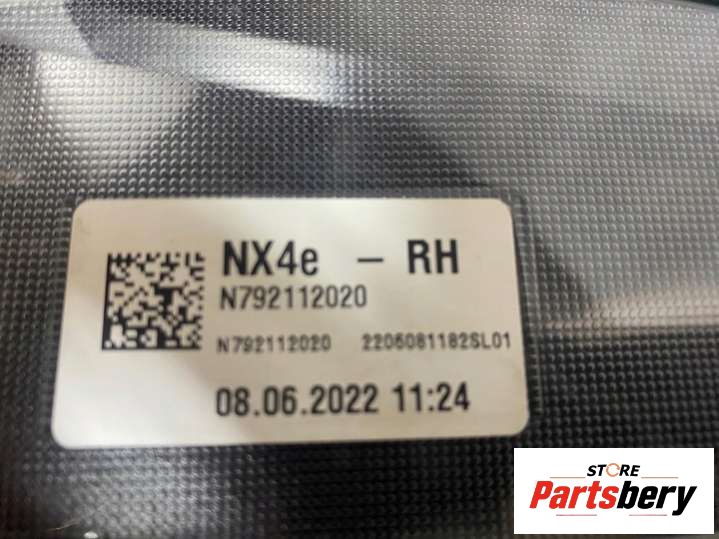 NX4e – RH
N792112020
N792112020 2206081182SL01
08.06.2022 11:24
STORE
Partsbery